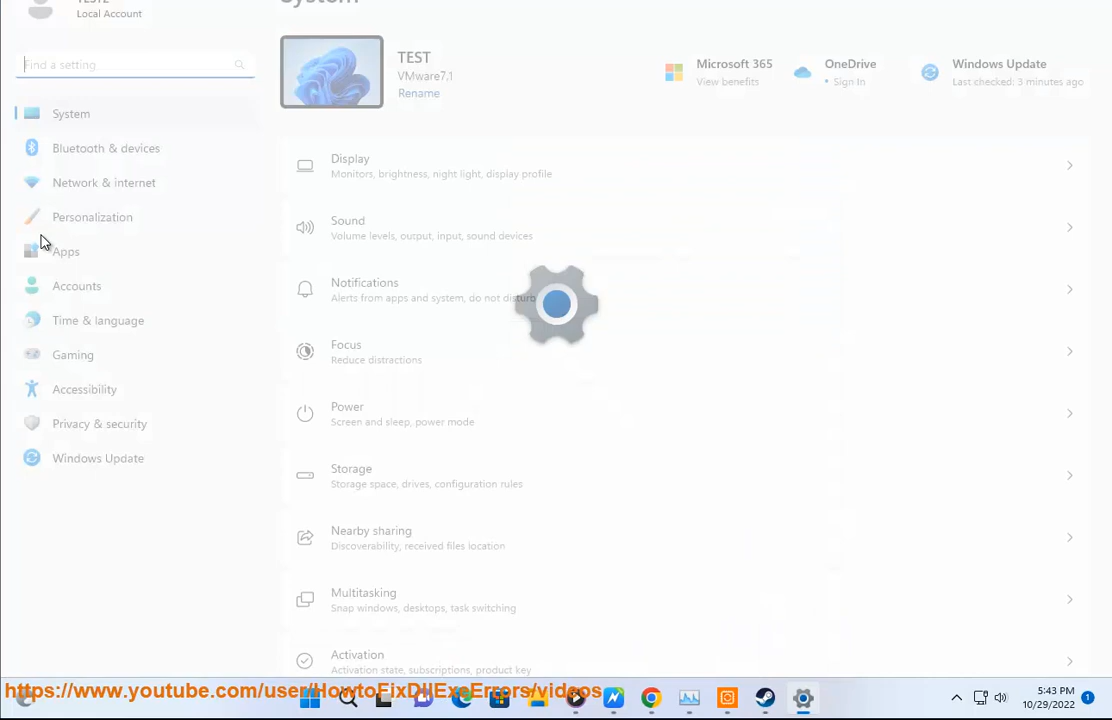 System
TEST2
Local Account
Find a setting
TEST
VMware7,1
Rename
Microsoft 365
View benefits
OneDrive
• Sign In
Windows Update
Last checked: 3 minutes ago
System
Bluetooth & devices
Network & internet
Personalization
Apps
Accounts
Time & language
Gaming
Accessibility
Privacy & security
Windows Update
Display
Monitors, brightness, night light, display profile
Sound
Volume levels, output, input, sound devices
Notifications
Alerts from apps and system, do not disturb
Focus
Reduce distractions
Power
Screen and sleep, power mode
Storage
Storage space, drives, configuration rules
Nearby sharing
Discoverability, received files location
Multitasking
Snap windows, desktops, task switching
Activation
Activation state, subscriptions, product key
https://www.youtube.com/user/HowtoFixDllExeErrors/videos
5:43 PM
10/29/2022
1